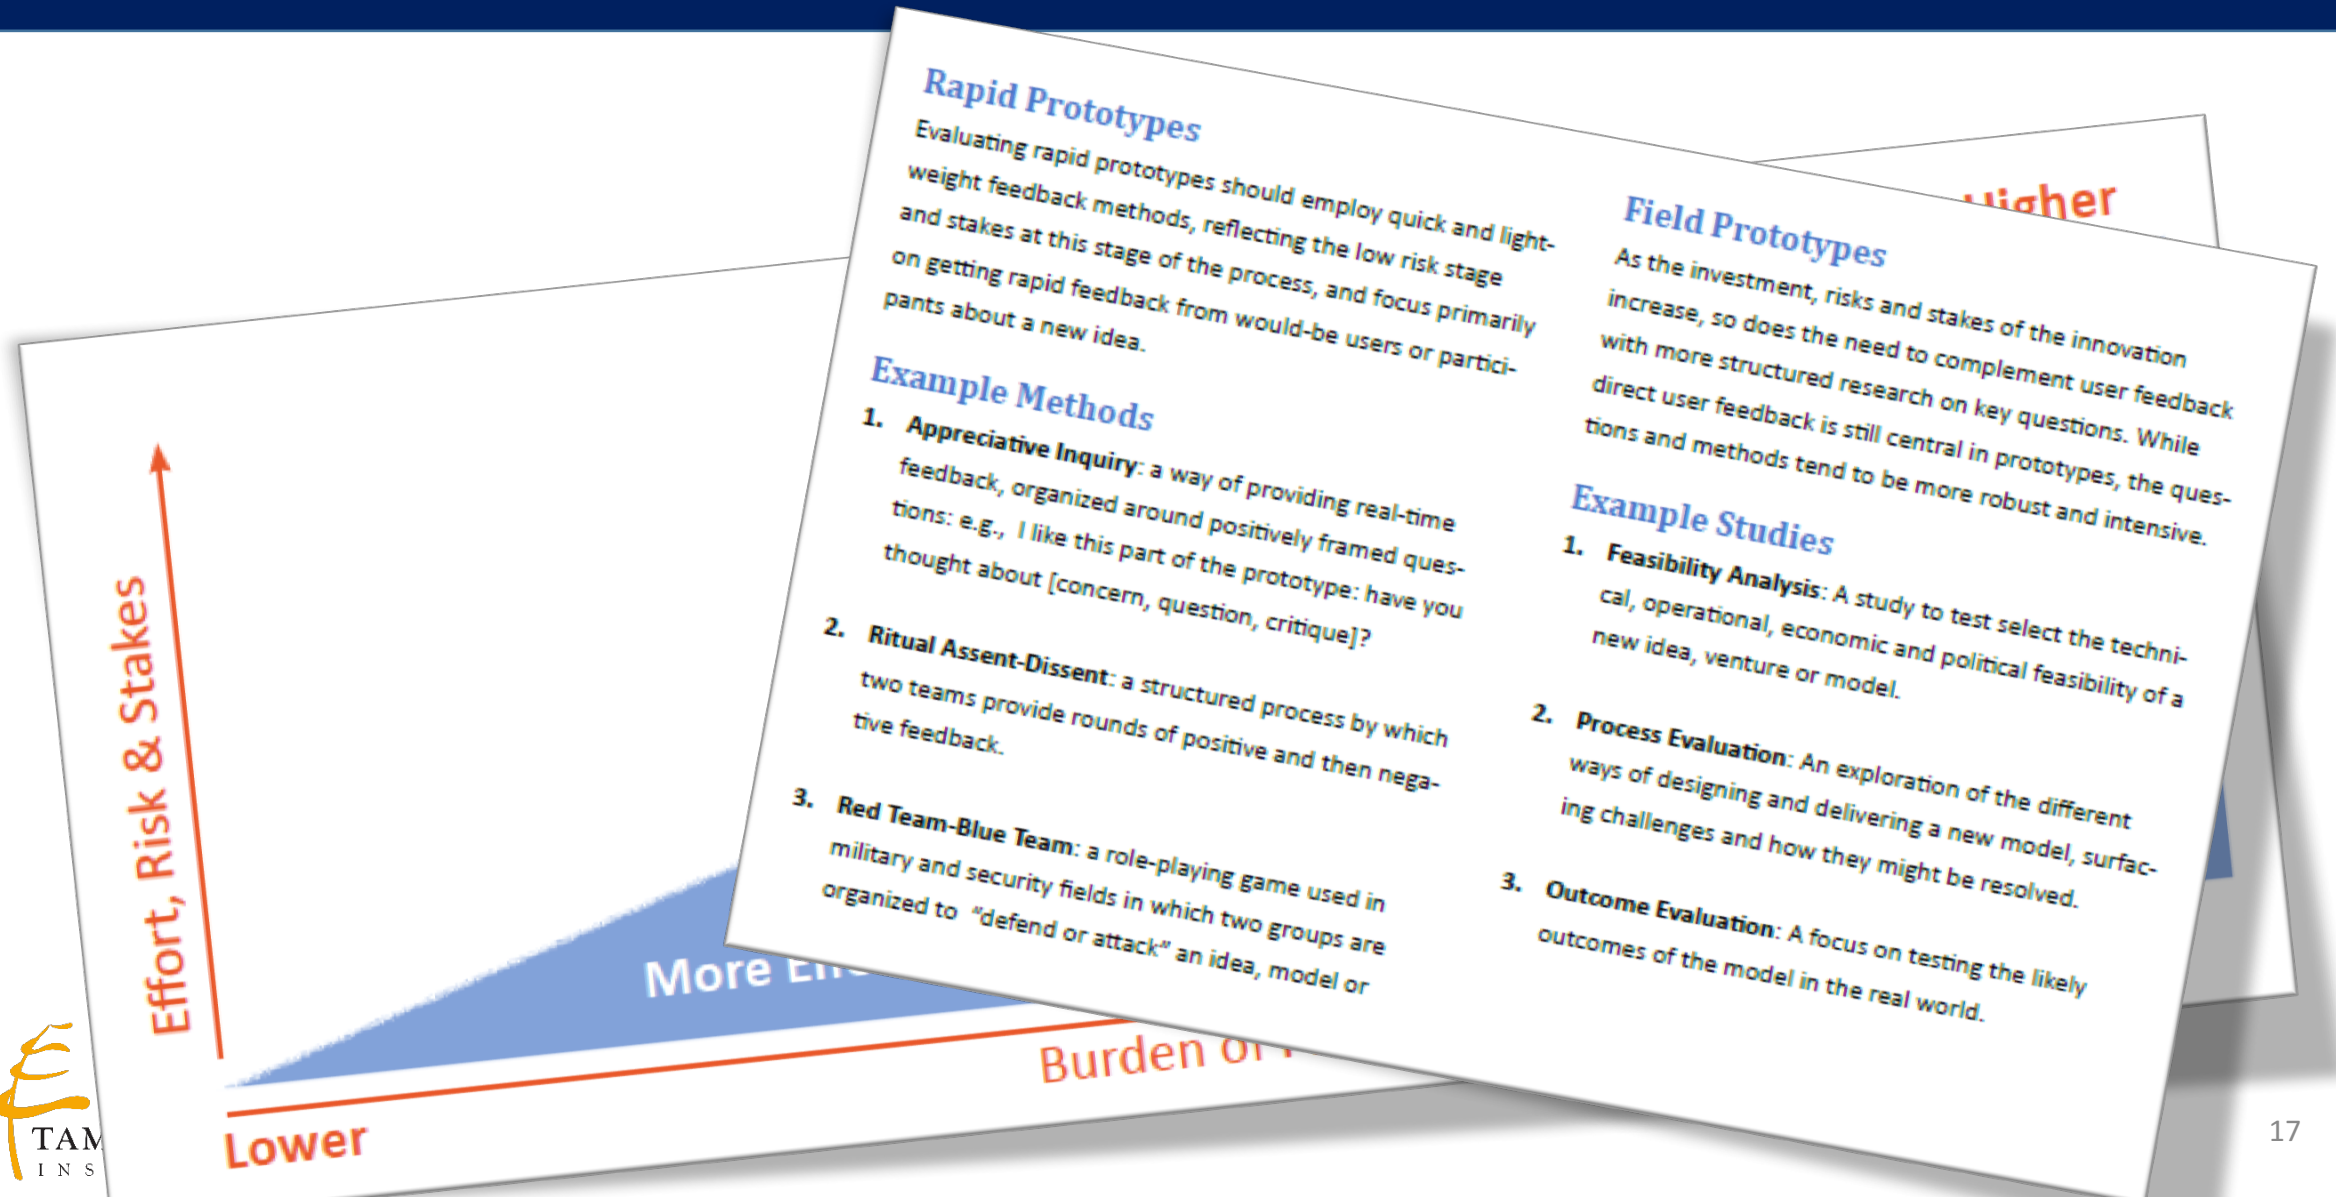 Rapid Prototypes
Evaluating rapid prototypes should employ quick and light-
weight feedback methods, reflecting the low risk stage
and stakes at this stage of the process, and focus primarily
on getting rapid feedback from would-be users or partici-
pants about a new idea.
Example Methods
1. Appreciative Inquiry: a way of providing real-time
feedback, organized around positively framed ques-
tions: e.g., I like this part of the prototype: have you
thought about [concern, question, critique]?
2. Ritual Assent-Dissent: a structured process by which
two teams provide rounds of positive and then nega-
tive feedback.
3. Red Team-Blue Team: a role-playing game used in
military and security fields in which two groups are
organized to "defend or attack" an idea, model or
Field Prototypes
As the investment, risks and stakes of the innovation
increase, so does the need to complement user feedback
with more structured research on key questions. While
direct user feedback is still central in prototypes, the ques-
tions and methods tend to be more robust and intensive.
Example Studies
1. Feasibility Analysis: A study to test select the techni-
cal, operational, economic and political feasibility of a
new idea, venture or model.
2. Process Evaluation: An exploration of the different
ways of designing and delivering a new model, surfac-
ing challenges and how they might be resolved.
3. Outcome Evaluation: A focus on testing the likely
outcomes of the model in the real world.
Higher
Effort, Risk & Stakes
More
Burden of
Lower
TAM
INS
17